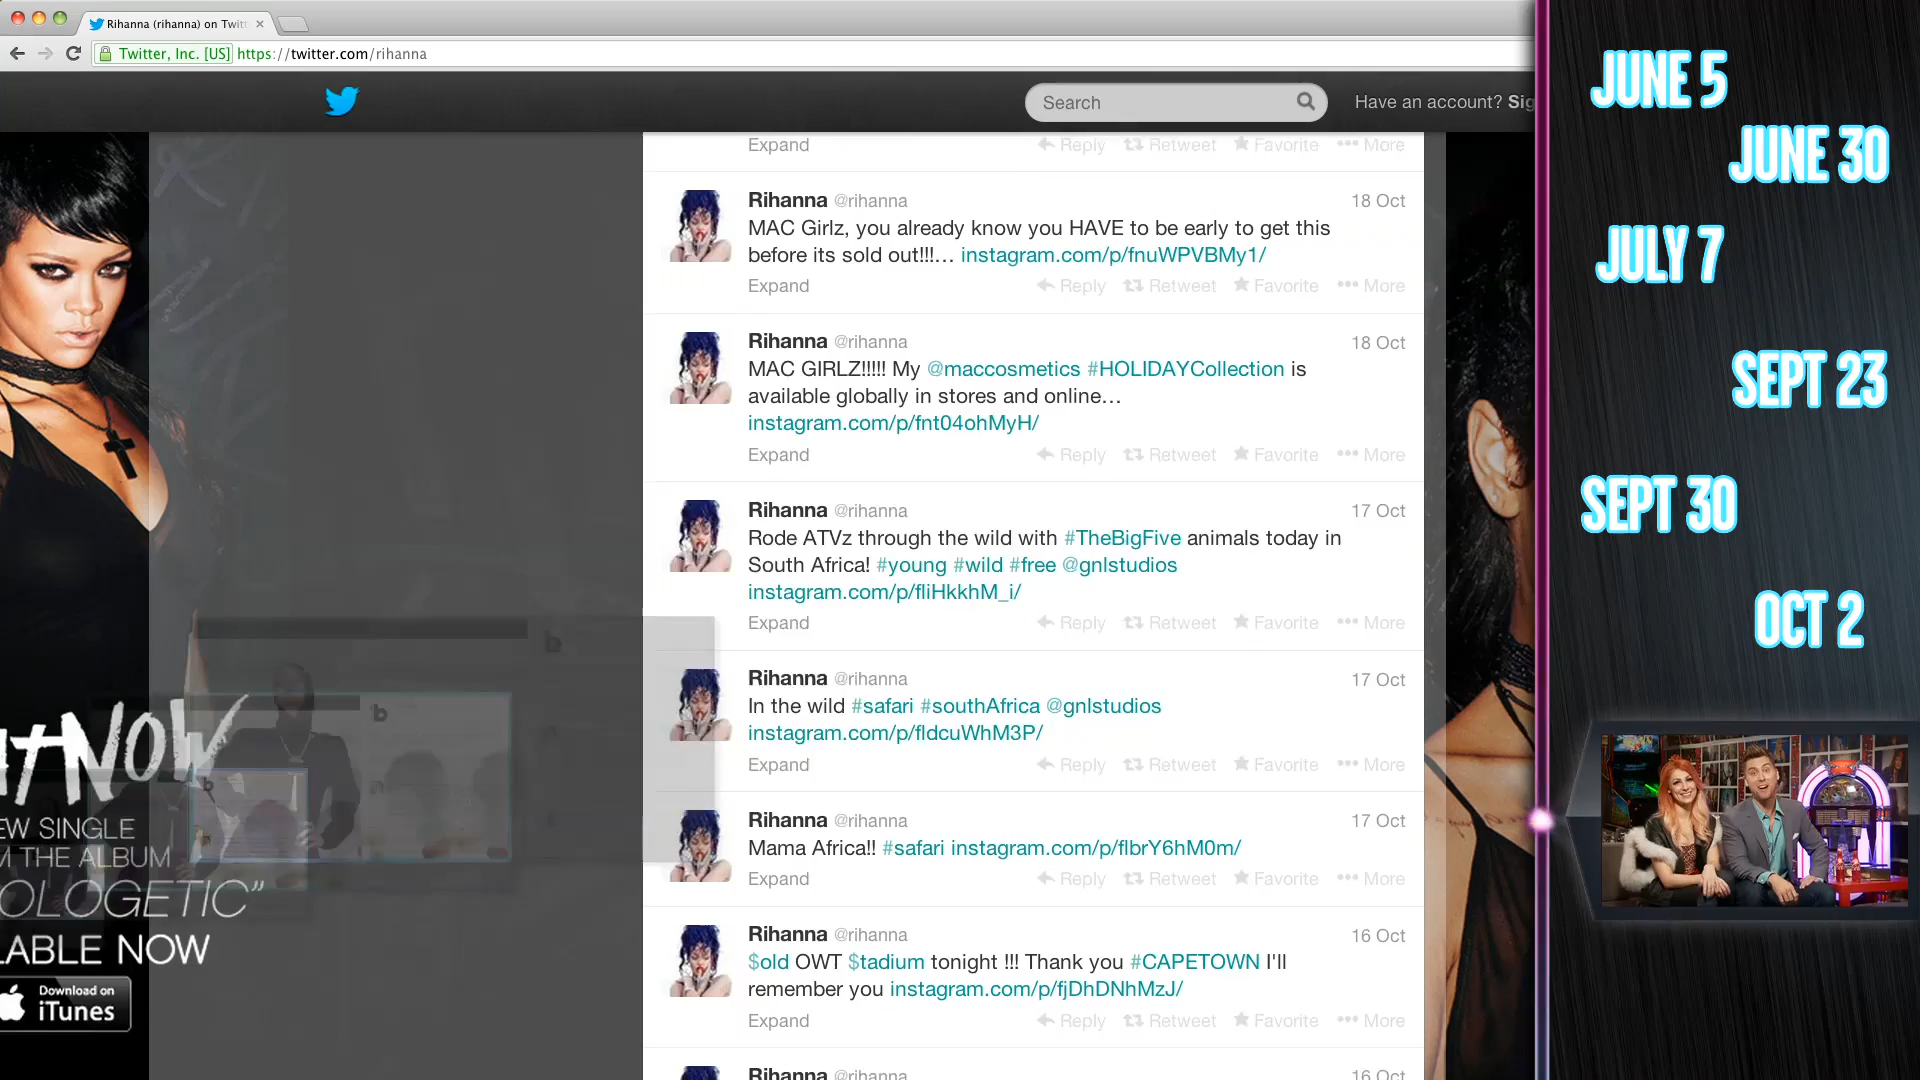 Rihanna (rihanna) on Twit
Twitter, Inc. [US] https://twitter.com/rihanna
Search
Have an account? Sig
Expand Reply Retweet Favorite More
Rihanna @rihanna 18 Oct
MAC Girlz, you already know you HAVE to be early to get this
before its sold out!!!... instagram.com/p/fnuWPVBMy1/
Expand Reply Retweet Favorite More
Rihanna @rihanna 18 Oct
MAC GIRLZ!!!!! My @maccosmetics #HOLIDAYCollection is
available globally in stores and online...
instagram.com/p/fnt04ohMyH/
Expand Reply Retweet Favorite More
Rihanna @rihanna 17 Oct
Rode ATVz through the wild with #TheBigFive animals today in
South Africa! #young #wild #free @gnlstudios
instagram.com/p/fliHkkhM_i/
Expand Reply Retweet Favorite More
Rihanna @rihanna 17 Oct
In the wild #safari #southAfrica @gnlstudios
instagram.com/p/fldcuWhM3P/
Expand Reply Retweet Favorite More
Rihanna @rihanna 17 Oct
Mama Africa!! #safari instagram.com/p/flbrY6hM0m/
Expand Reply Retweet Favorite More
Rihanna @rihanna 16 Oct
$old OWT $tadium tonight !!! Thank you #CAPETOWN I'll
remember you instagram.com/p/fjDhDNhMzJ/
Expand Reply Retweet Favorite More
Rihanna @rihanna 16 Oct
NOW
EW SINGLE
M THE ALBUM
OLOGETIC"
LABLE NOW
Download on
iTunes
JUNE 5
JUNE 30
JULY 7
SEPT 23
SEPT 30
OCT 2